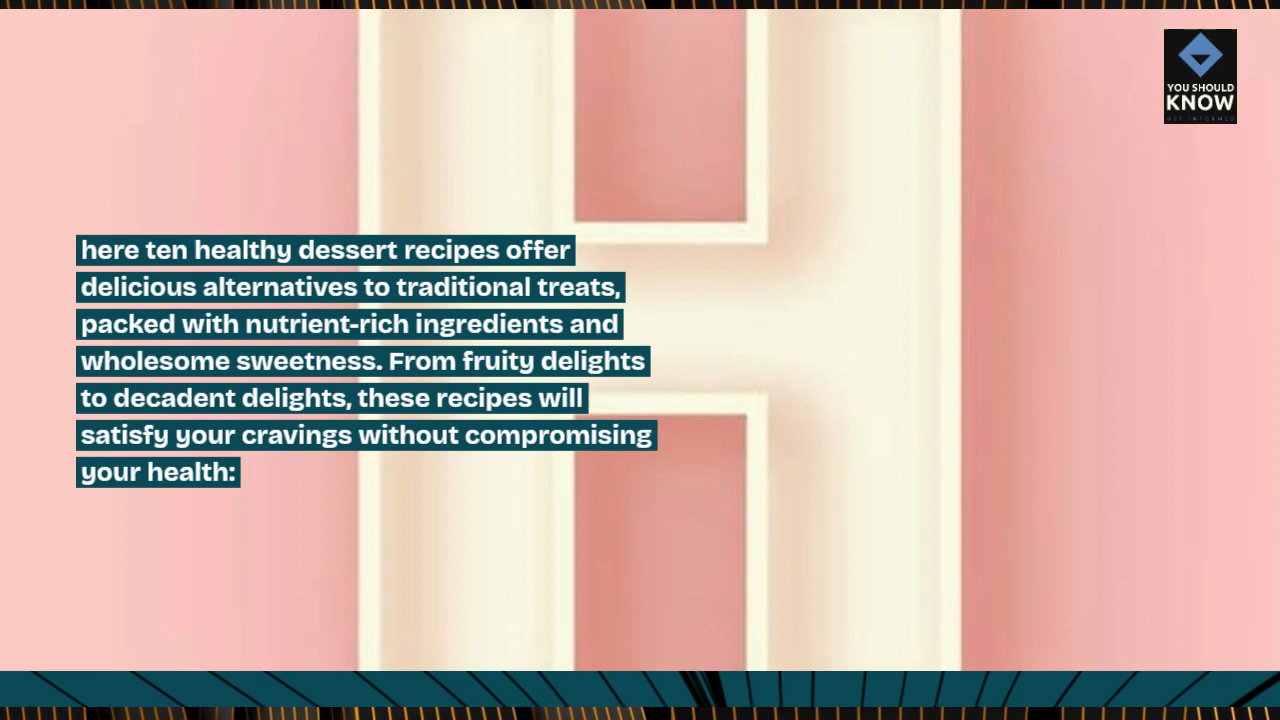 YOU SHOULD
KNOW
GET INFORMED
here ten healthy dessert recipes offer
delicious alternatives to traditional treats,
packed with nutrient-rich ingredients and
wholesome sweetness. From fruity delights
to decadent delights, these recipes will
satisfy your cravings without compromising
your health: